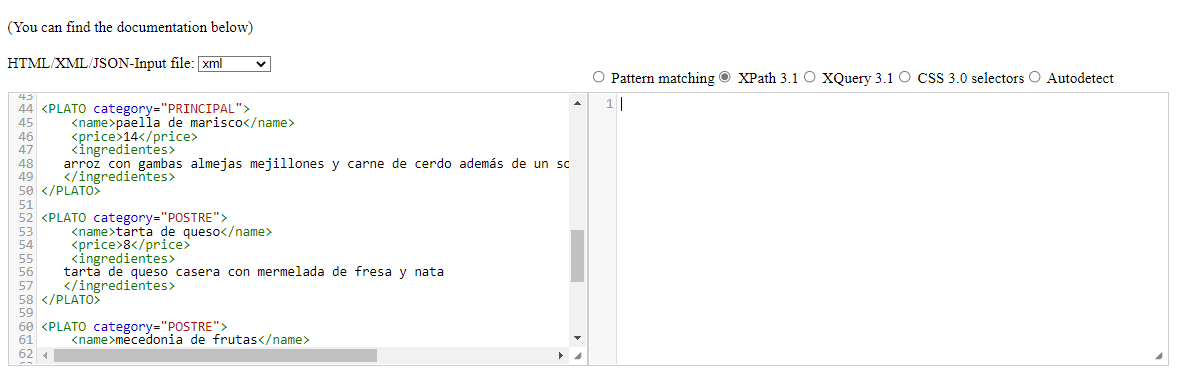 (You can find the documentation below)
HTML/XML/JSON-Input file: xml
Pattern matching XPath 3.1 XQuery 3.1 CSS 3.0 selectors Autodetect
43
44 <PLATO category="PRINCIPAL">
45 <name>paella de marisco</name>
46 <price>14</price>
47 <ingredientes>
48 arroz con gambas almejas mejillones y carne de cerdo además de un so
49 </ingredientes>
50 </PLATO>
51
52 <PLATO category="POSTRE">
53 <name>tarta de queso</name>
54 <price>8</price>
55 <ingredientes>
56 tarta de queso casera con mermelada de fresa y nata
57 </ingredientes>
58 </PLATO>
59
60 <PLATO category="POSTRE">
61 <name>mecedonia de frutas</name>
62
1